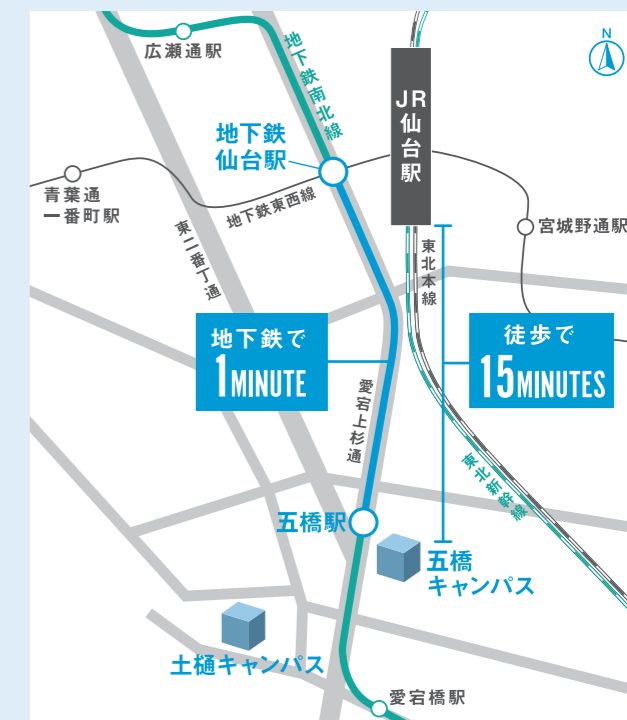 N
広瀬通駅
地下鉄南北線
JR仙台駅
地下鉄
仙台駅
青葉通
一番町駅
地下鉄東西線
東二番丁通
宮城野通駅
東北本線
地下鉄で
1MINUTE
徒歩で
15MINUTES
愛宕上杉通
東北新幹線
五橋駅
五橋
キャンパス
土樋キャンパス
愛宕橋駅